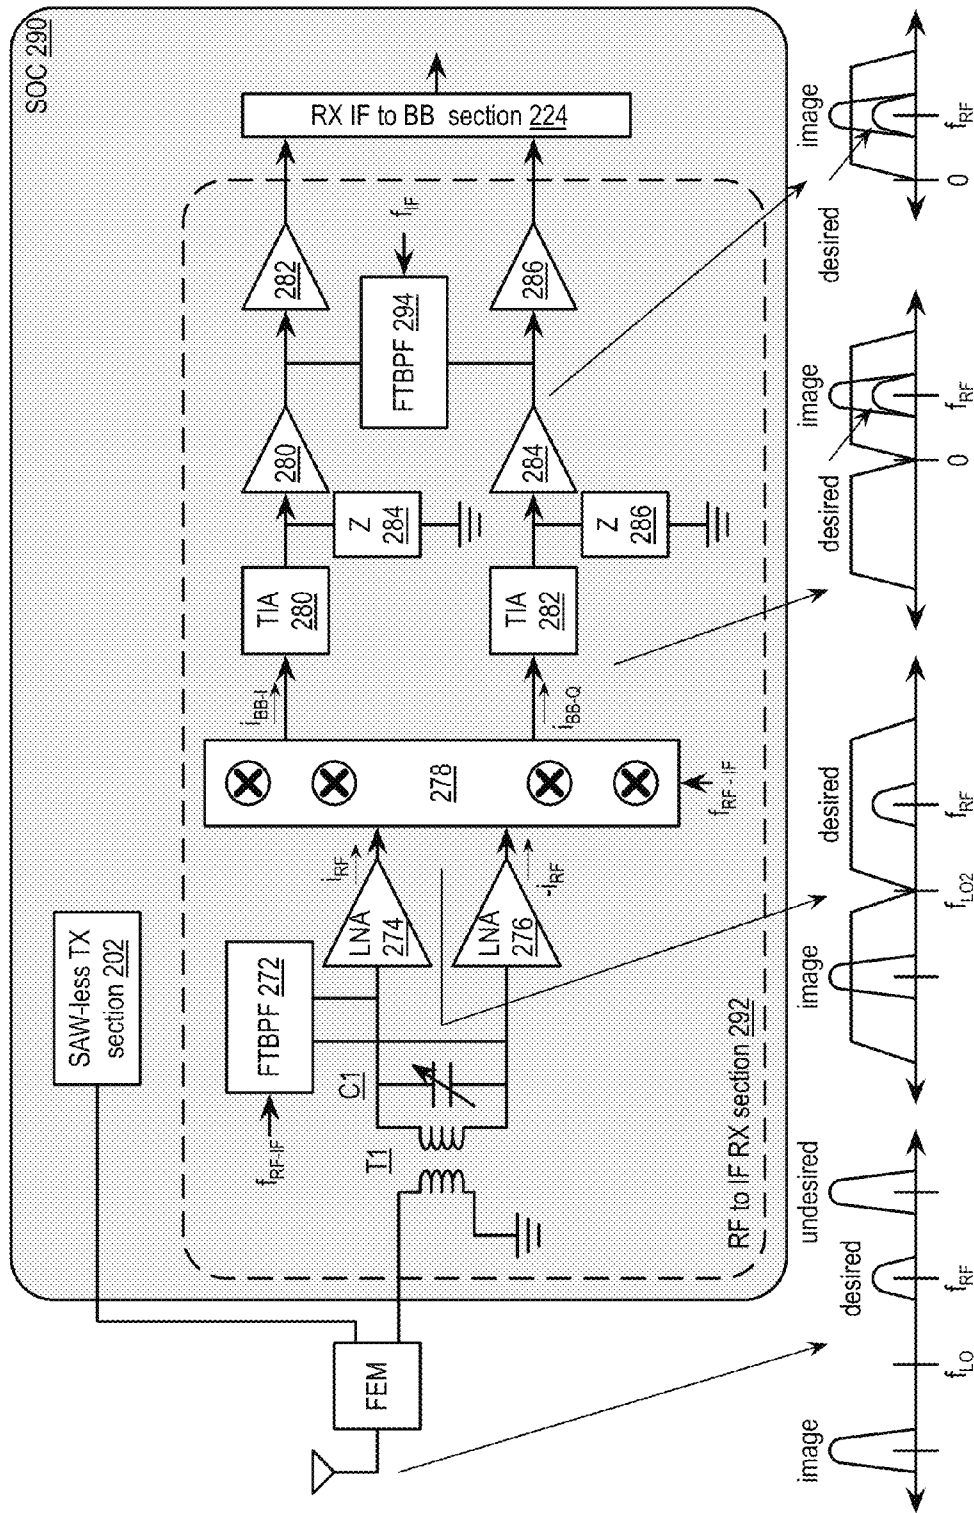 SOC 290
SAW-less TX
section 202
RX IF to BB section 224
FEM
T1
C1
FTBPF 272
f_RF-IF
LNA
274
LNA
276
i_RF
-i_RF
278
f_RF - IF
i_BB-I
i_BB-Q
TIA
280
TIA
282
Z
284
Z
286
280
284
FTBPF 294
f_IF
282
286
RF to IF RX section 292
image
desired
undesired
f_LO
f_RF
image
desired
f_LO2
f_RF
desired
image
0
f_RF
desired
image
0
f_RF